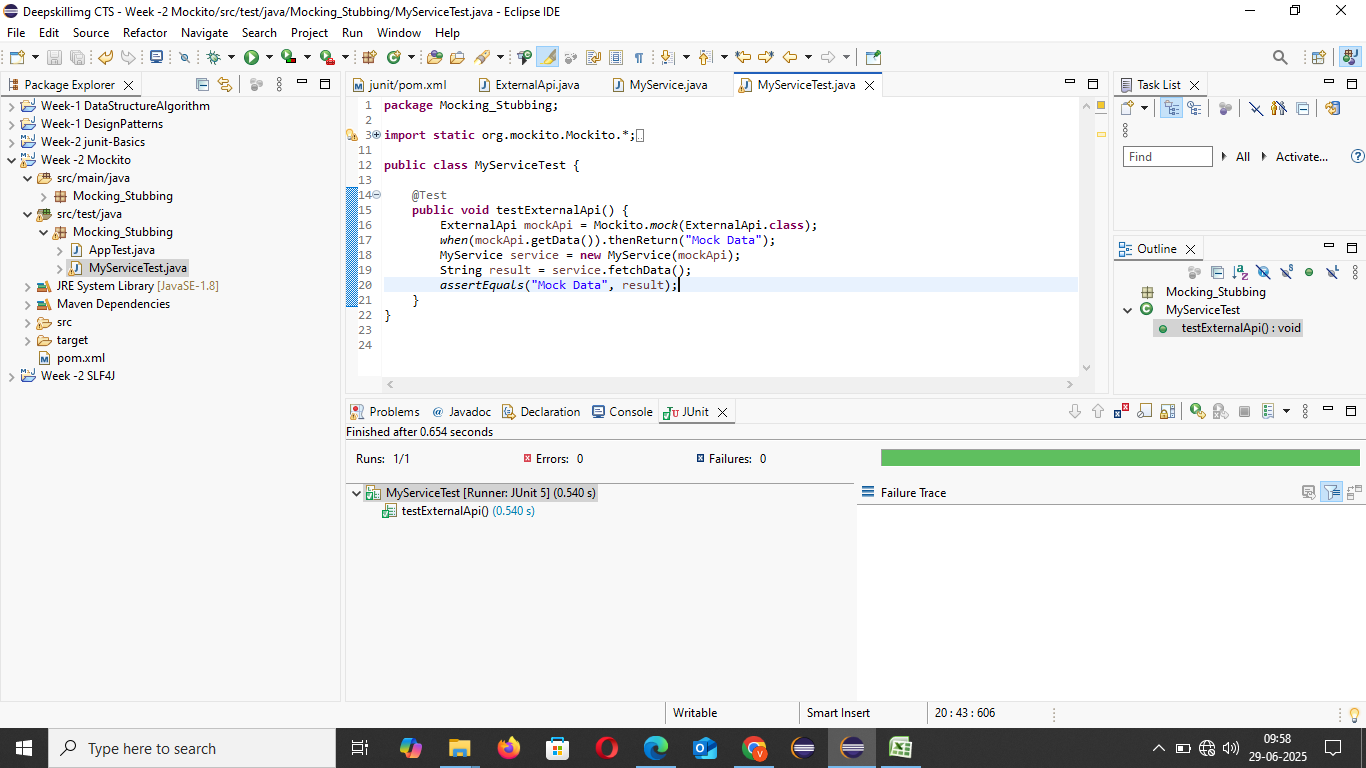 Deepskillimg CTS - Week -2 Mockito/src/test/java/Mocking_Stubbing/MyServiceTest.java - Eclipse IDE
File Edit Source Refactor Navigate Search Project Run Window Help
Package Explorer
Week-1 DataStructureAlgorithm
Week-1 DesignPatterns
Week-2 junit-Basics
Week -2 Mockito
src/main/java
Mocking_Stubbing
src/test/java
Mocking_Stubbing
AppTest.java
MyServiceTest.java
JRE System Library [JavaSE-1.8]
Maven Dependencies
src
target
pom.xml
Week -2 SLF4J
junit/pom.xml ExternalApi.java MyService.java MyServiceTest.java
1 package Mocking_Stubbing;
2
3 import static org.mockito.Mockito.*;
11
12 public class MyServiceTest {
13
14 @Test
15 public void testExternalApi() {
16 ExternalApi mockApi = Mockito.mock(ExternalApi.class);
17 when(mockApi.getData()).thenReturn("Mock Data");
18 MyService service = new MyService(mockApi);
19 String result = service.fetchData();
20 assertEquals("Mock Data", result);
21 }
22 }
23
24
Task List
Find All Activate...
Outline
Mocking_Stubbing
MyServiceTest
testExternalApi() : void
Problems Javadoc Declaration Console JUnit
Finished after 0.654 seconds
Runs: 1/1 Errors: 0 Failures: 0
MyServiceTest [Runner: JUnit 5] (0.540 s)
testExternalApi() (0.540 s)
Failure Trace
Writable Smart Insert 20 : 43 : 606
Type here to search
09:58
29-06-2025